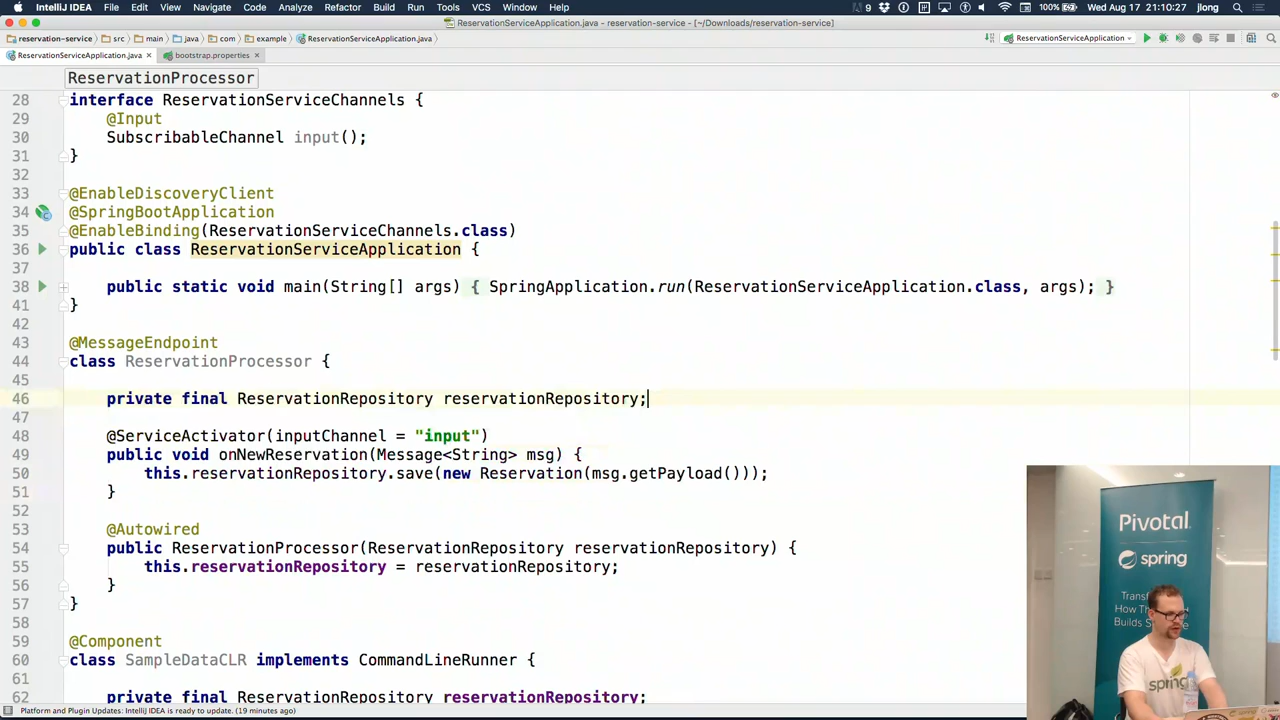 IntelliJ IDEA File Edit View Navigate Code Analyze Refactor Build Run Tools VCS Window Help 9 100% Wed Aug 17 21:10:27 jlong
ReservationServiceApplication.java - reservation-service - [~/Downloads/reservation-service]
reservation-service src main java com example ReservationServiceApplication.java ReservationServiceApplication
ReservationServiceApplication.java bootstrap.properties
ReservationProcessor
28 interface ReservationServiceChannels {
29 @Input
30 SubscribableChannel input();
31 }
32
33 @EnableDiscoveryClient
34 @SpringBootApplication
35 @EnableBinding(ReservationServiceChannels.class)
36 public class ReservationServiceApplication {
37
38 public static void main(String[] args) { SpringApplication.run(ReservationServiceApplication.class, args); }
41 }
42
43 @MessageEndpoint
44 class ReservationProcessor {
45
46 private final ReservationRepository reservationRepository;
47
48 @ServiceActivator(inputChannel = "input")
49 public void onNewReservation(Message<String> msg) {
50 this.reservationRepository.save(new Reservation(msg.getPayload()));
51 }
52
53 @Autowired
54 public ReservationProcessor(ReservationRepository reservationRepository) {
55 this.reservationRepository = reservationRepository;
56 }
57 }
58
59 @Component
60 class SampleDataCLR implements CommandLineRunner {
61
62 private final ReservationRepository reservationRepository;
Platform and Plugin Updates: IntelliJ IDEA is ready to update. (19 minutes ago)
Pivotal
spring
Transf
How Th
Builds S
spring